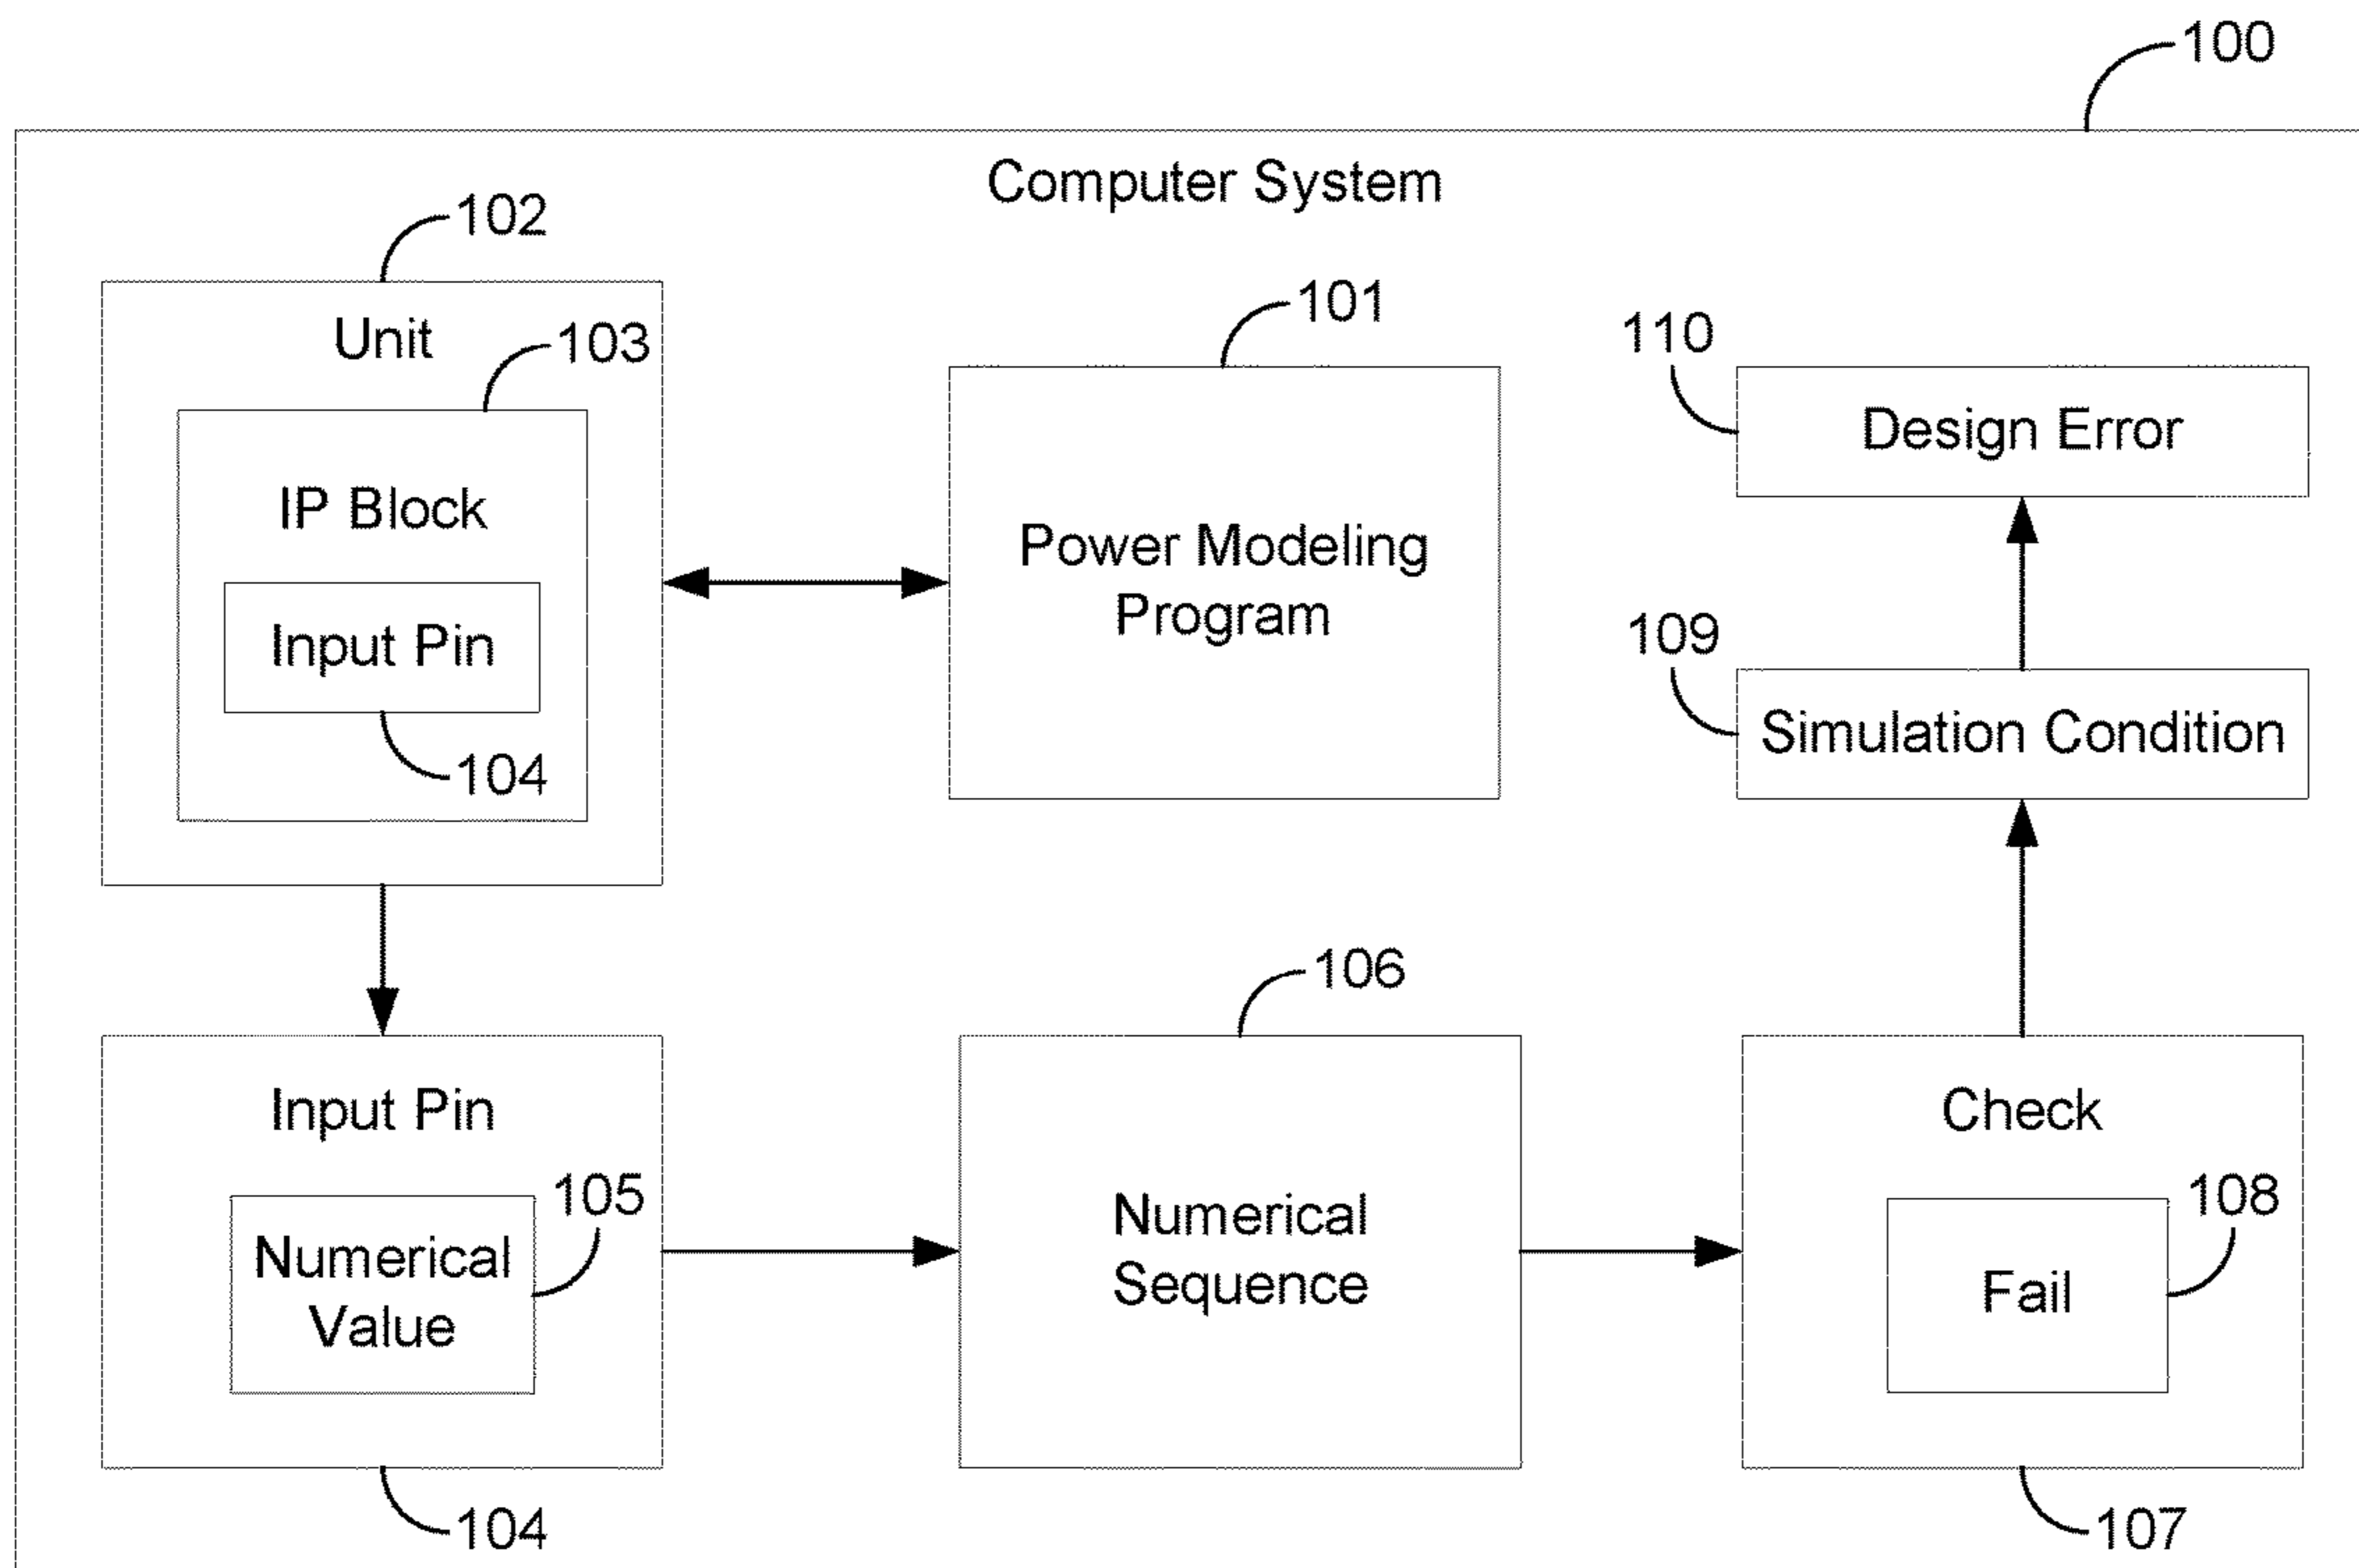 100
Computer System
102
Unit
103
IP Block
Input Pin
104
101
Power Modeling
Program
110
Design Error
109
Simulation Condition
Input Pin
105
Numerical
Value
104
106
Numerical
Sequence
Check
108
Fail
107